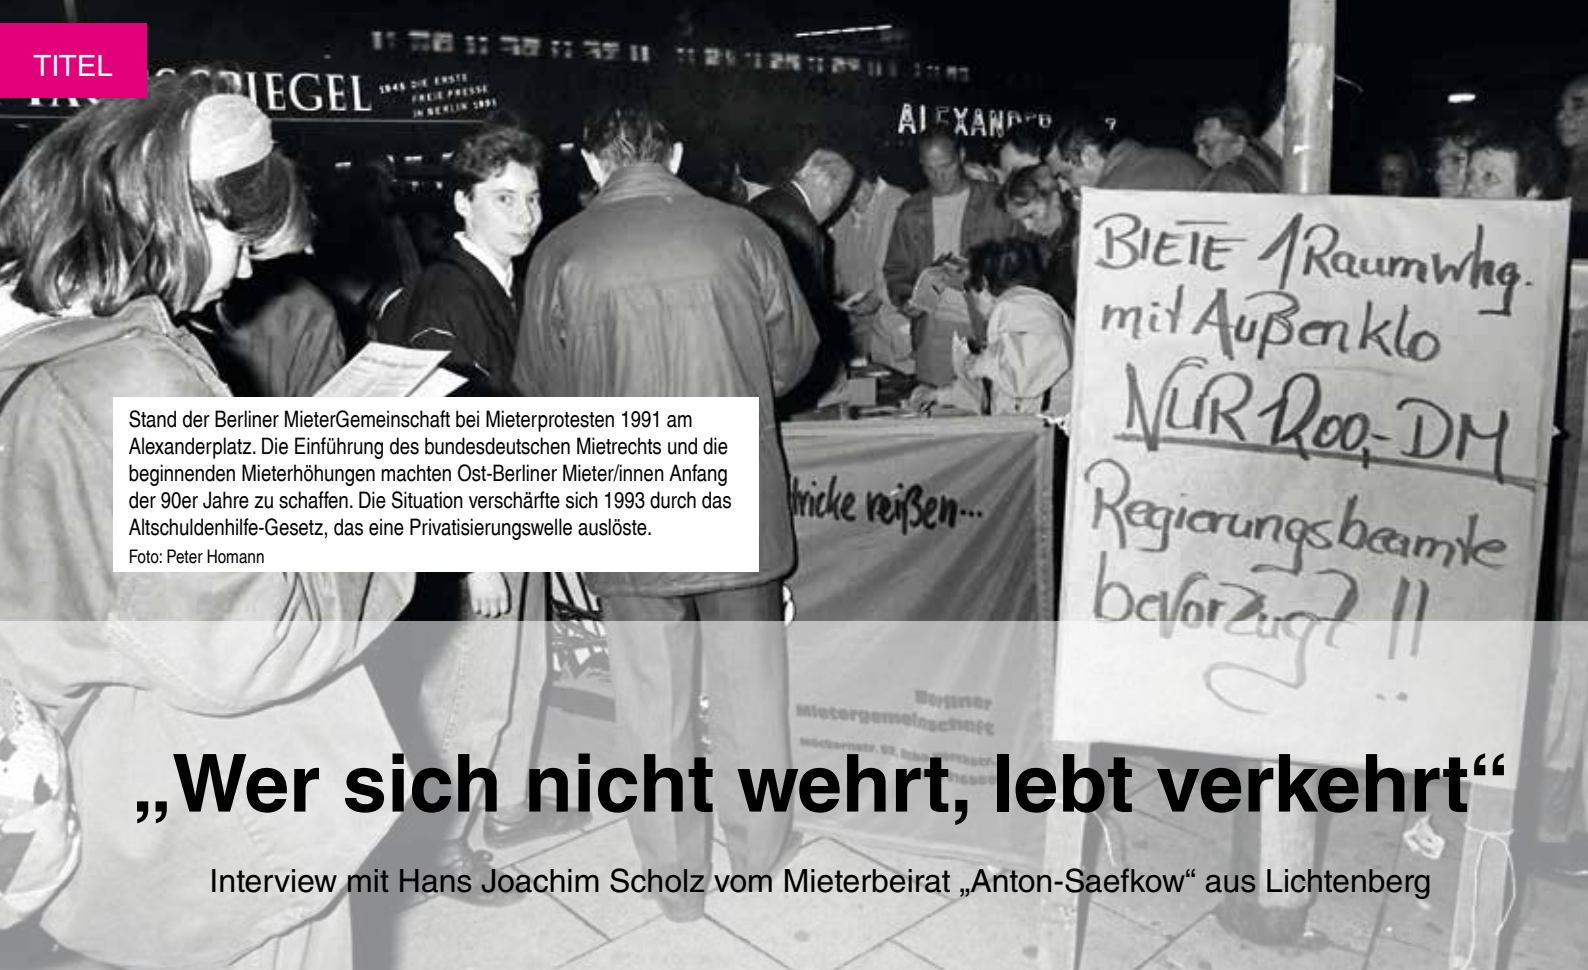 TITEL
SPIEGEL
1945 DIE ERSTE
FREIE PRESSE
IN BERLIN 1991
BIETE 1 Raumwhg.
mit Außenklo
NUR 1200,- DM
Regierungsbeamte
bevorzugt !!
Stand der Berliner MieterGemeinschaft bei Mieterprotesten 1991 am
Alexanderplatz. Die Einführung des bundesdeutschen Mietrechts und die
beginnenden Mieterhöhungen machten Ost-Berliner Mieter/innen Anfang
der 90er Jahre zu schaffen. Die Situation verschärfte sich 1993 durch das
Altschuldenhilfe-Gesetz, das eine Privatisierungswelle auslöste.
Foto: Peter Homann
reißen...
Berliner
Mietergemeinschaft
„Wer sich nicht wehrt, lebt verkehrt“
Interview mit Hans Joachim Scholz vom Mieterbeirat „Anton-Saefkow“ aus Lichtenberg